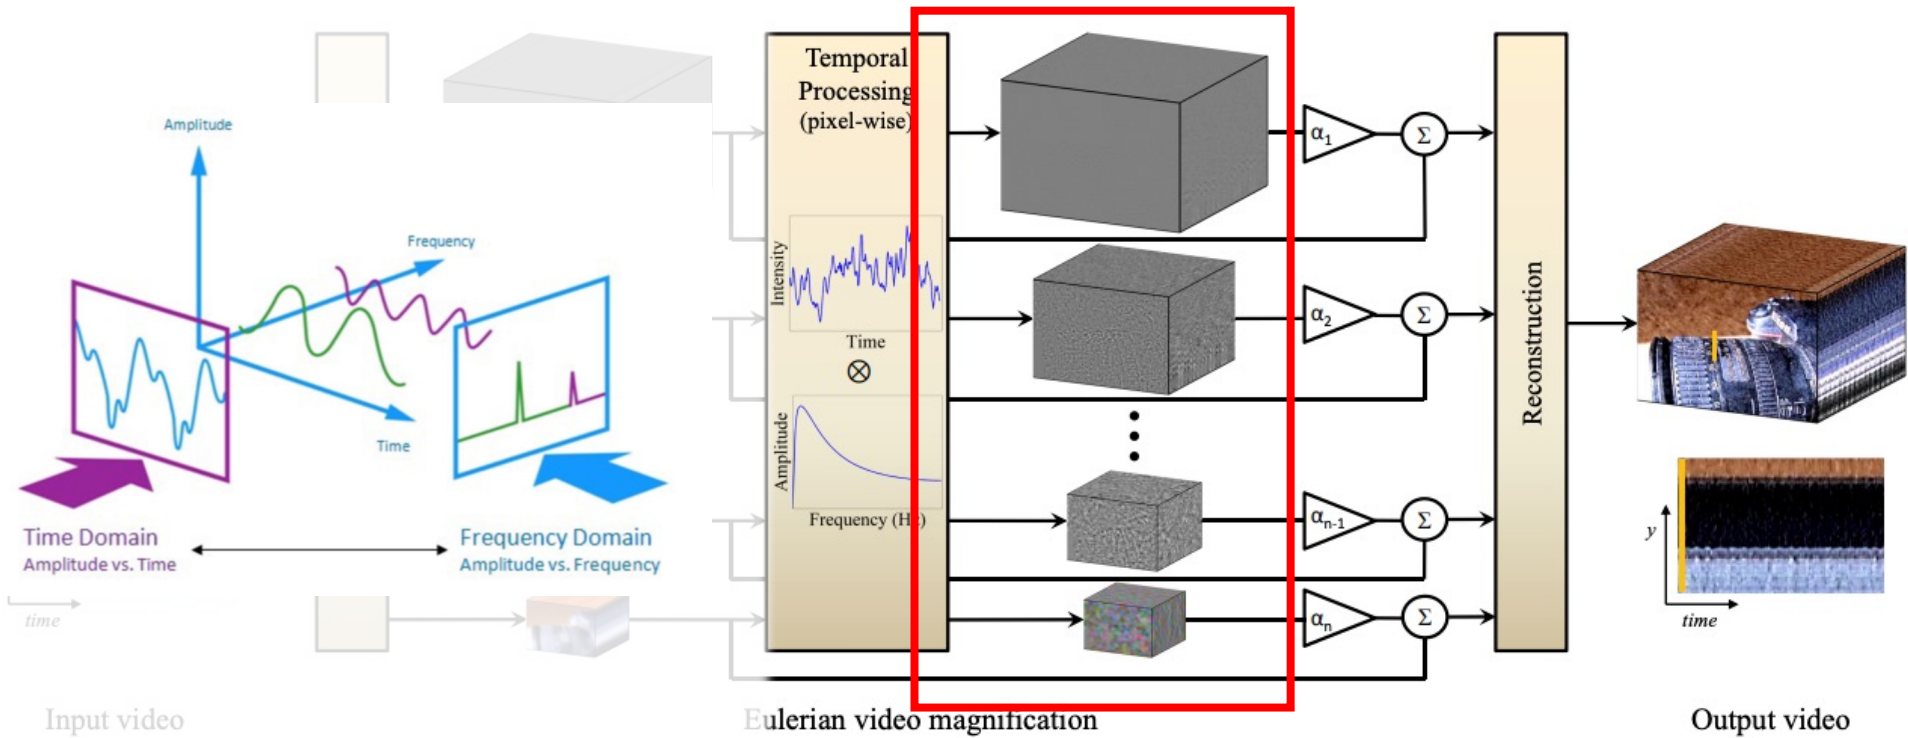 Amplitude
Frequency
Time
Time Domain
Amplitude vs. Time
Frequency Domain
Amplitude vs. Frequency
time
Input video
Temporal
Processing
(pixel-wise)
Intensity
Time
⊗
Amplitude
Frequency (Hz)
α1
Σ
α2
Σ
αn-1
Σ
αn
Σ
Eulerian video magnification
Reconstruction
y
time
Output video